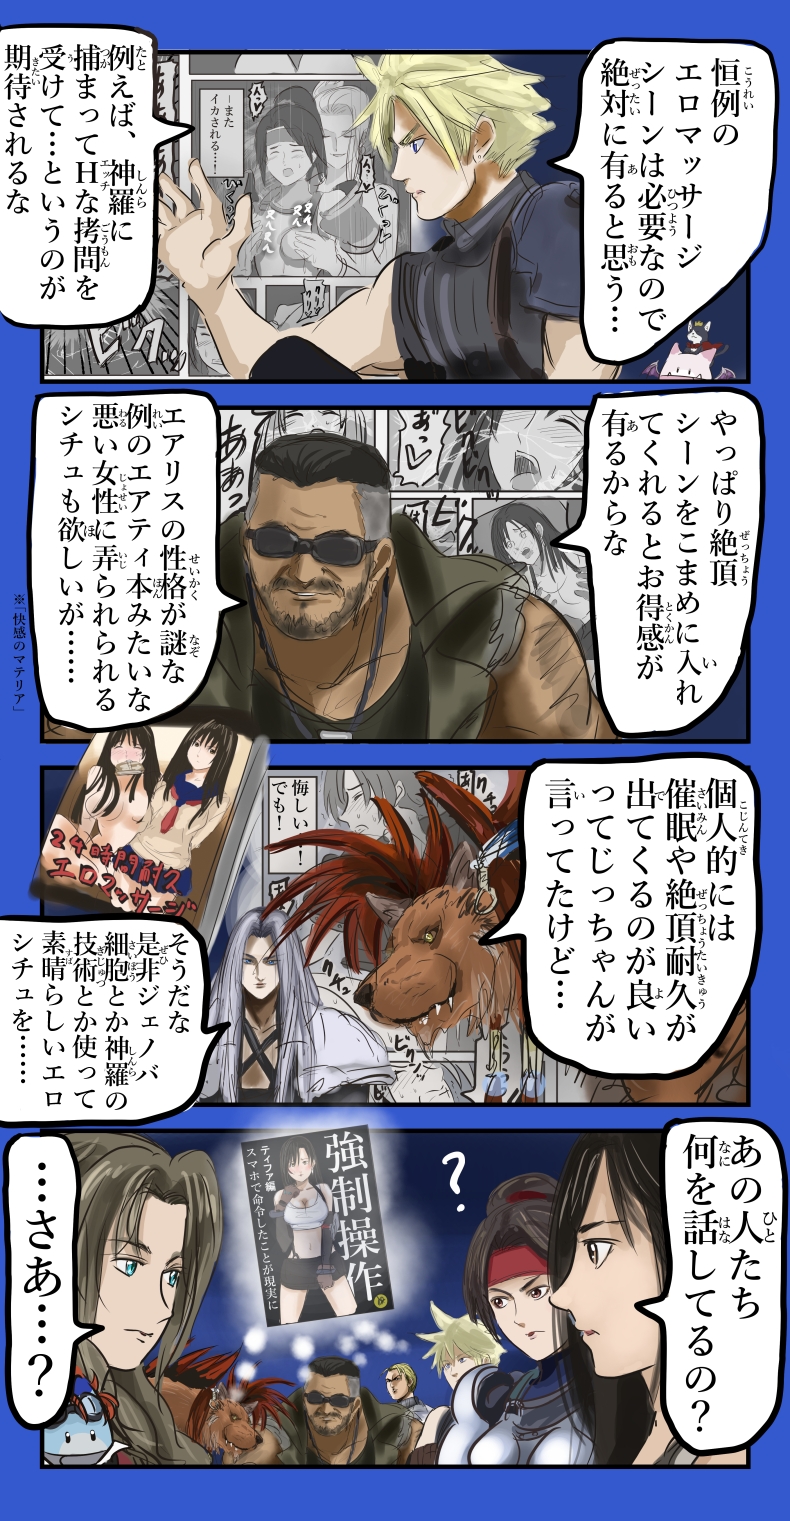 恒例の
エロマッサージ
シーンは必要なので
絶対に有ると思う…
例えば、神羅に
捕まってHな拷問を
受けて…というのが
期待されるな
―また
イカされる…!
やっぱり絶頂
シーンをこまめに入れ
てくれるとお得感が
有るからな
エアリスの性格が謎な
例のエアティ本みたいな
悪い女性に弄られられる
シチュも欲しいが……
※「快感のマテリア」
個人的には
催眠や絶頂耐久が
出てくるのが良い
ってじっちゃんが
言ってたけど…
悔しい…!
でも!
24時間耐久
エロマッサージ
そうだな
是非ジェノバ
細胞とか神羅の
技術とか使って
素晴らしいエロ
シチュを……
あの人たち
何を話してるの?
?
強制操作
ティファ編
スマホで命令したことが現実に
…さあ…?